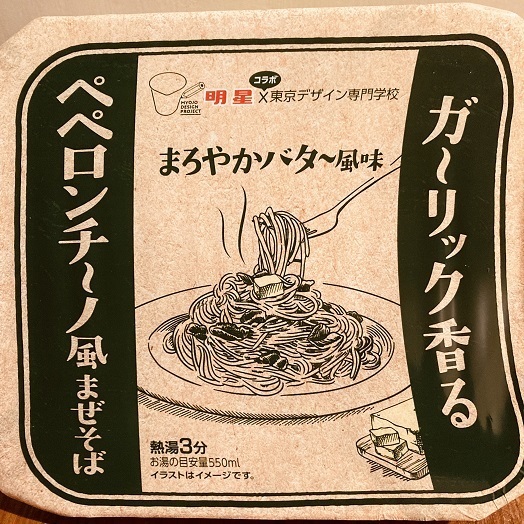 ガ〜リック香る
ペペロンチ〜ノ風まぜそば
MYOJO
DESIGN
PROJECT
コラボ
明星×東京デザイン専門学校
まろやかバタ〜風味
熱湯3分
お湯の目安量550ml
イラストはイメージです。